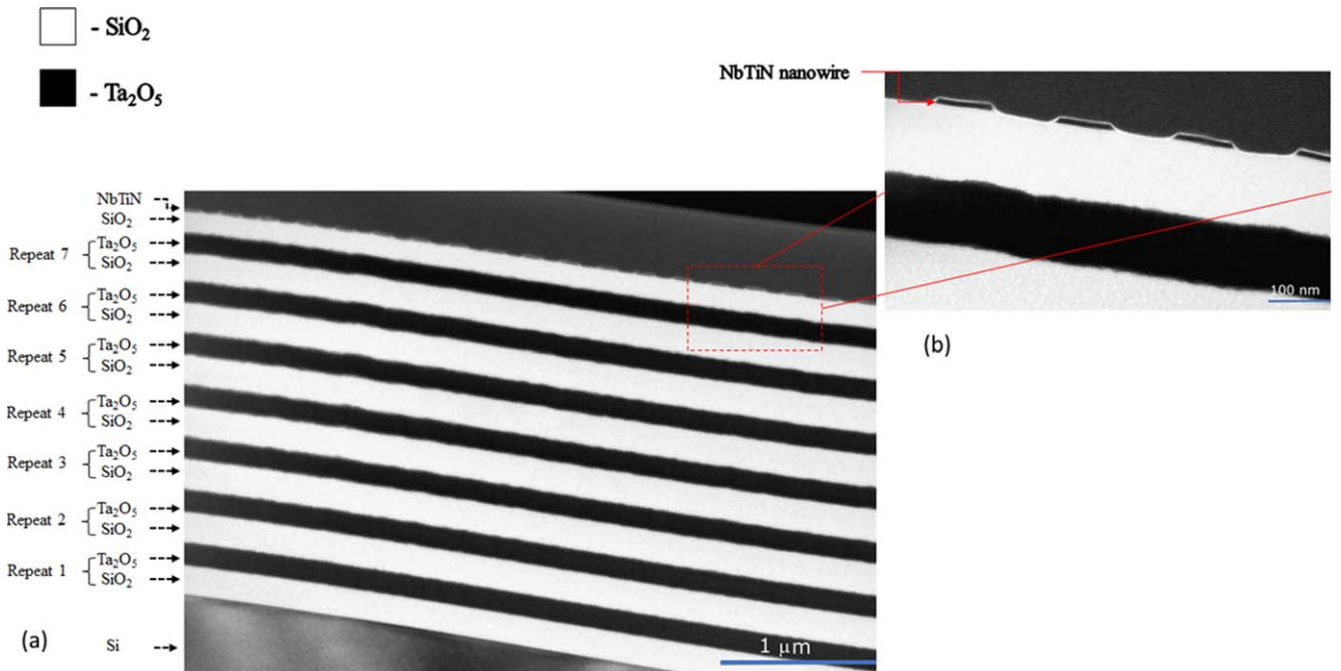 - SiO₂
- Ta₂O₅
NbTiN nanowire
100 nm
(b)
NbTiN
SiO₂
Repeat 7
Ta₂O₅
SiO₂
Repeat 6
Ta₂O₅
SiO₂
Repeat 5
Ta₂O₅
SiO₂
Repeat 4
Ta₂O₅
SiO₂
Repeat 3
Ta₂O₅
SiO₂
Repeat 2
Ta₂O₅
SiO₂
Repeat 1
Ta₂O₅
SiO₂
(a)
Si
1 μm